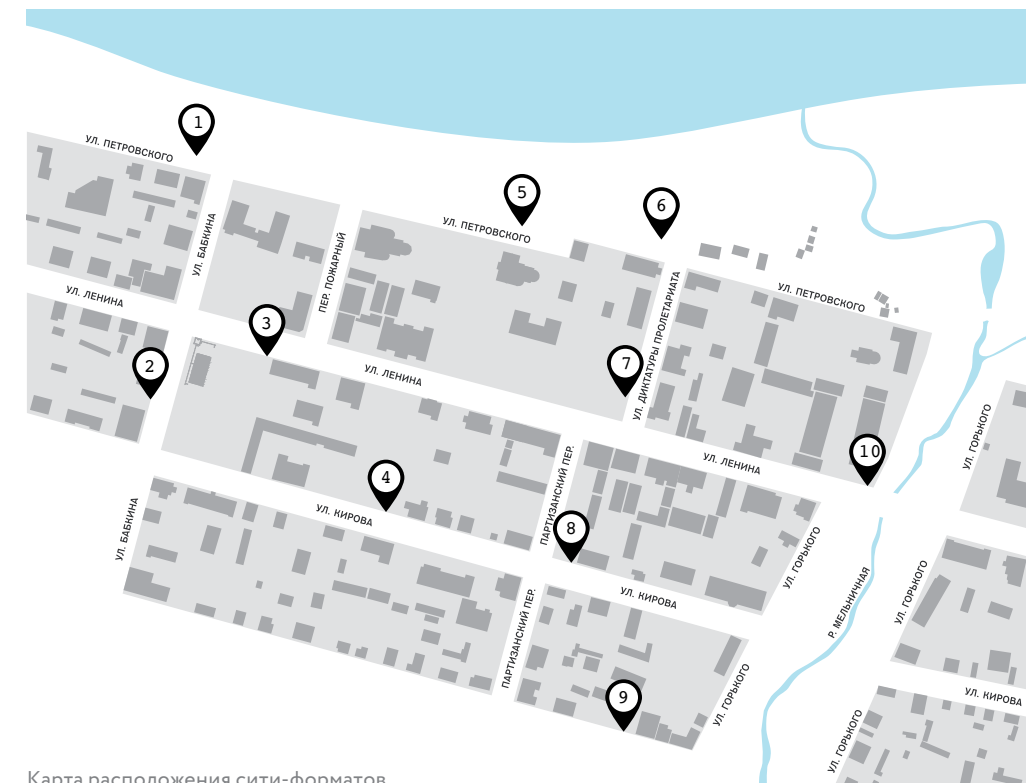 1
УЛ. ПЕТРОВСКОГО
5
6
УЛ. ПЕТРОВСКОГО
УЛ. БАБКИНА
ПЕР. ПОЖАРНЫЙ
УЛ. ПЕТРОВСКОГО
УЛ. ЛЕНИНА
3
УЛ. ДИКТАТУРЫ ПРОЛЕТАРИАТА
2
7
УЛ. ЛЕНИНА
УЛ. ГОРЬКОГО
10
УЛ. ЛЕНИНА
4
ПАРТИЗАНСКИЙ ПЕР.
УЛ. КИРОВА
УЛ. БАБКИНА
8
УЛ. ГОРЬКОГО
УЛ. ГОРЬКОГО
Р. МЕЛЬНИЧНАЯ
УЛ. КИРОВА
ПАРТИЗАНСКИЙ ПЕР.
9
УЛ. ГОРЬКОГО
УЛ. КИРОВА
УЛ. ГОРЬКОГО
Карта расположения сити-форматов